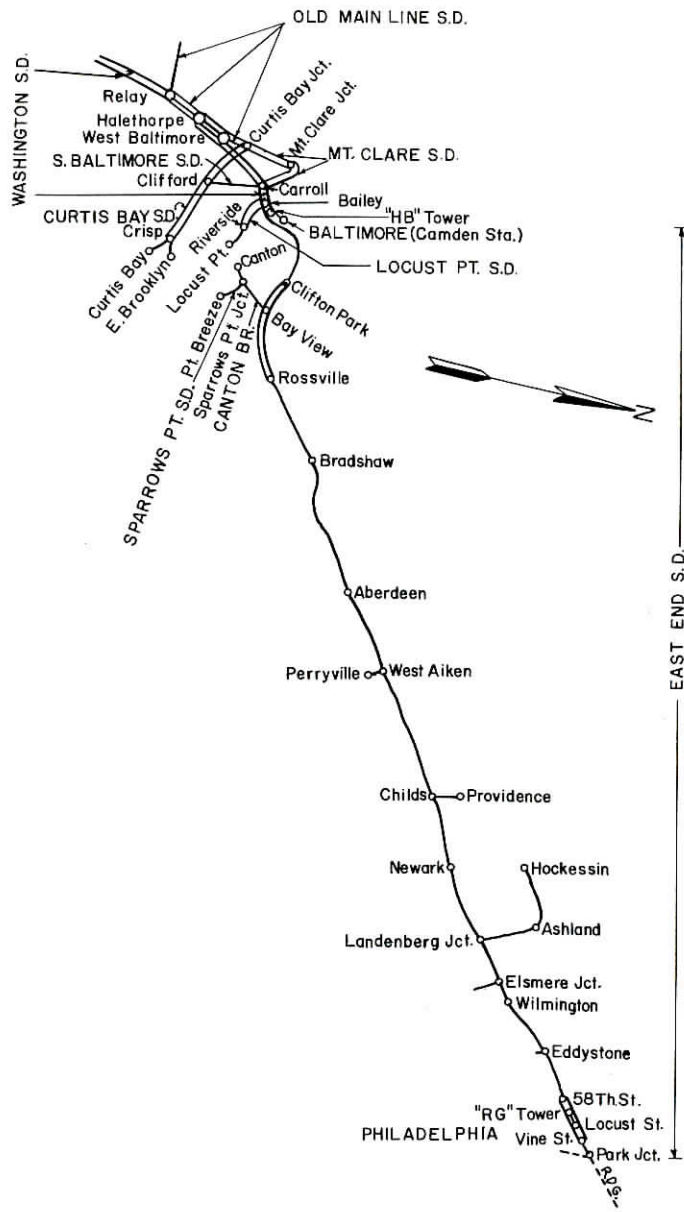 OLD MAIN LINE S.D.
WASHINGTON S.D.
Relay
Curtis Bay Jct.
Halethorpe
Mt. Clare Jct.
West Baltimore
MT. CLARE S.D.
S. BALTIMORE S.D.
Clifford
Carroll
Bailey
CURTIS BAY S.D.
"HB" Tower
Crisp
Riverside
BALTIMORE (Camden Sta.)
Curtis Bay
E. Brooklyn
Locust Pt.
LOCUST PT. S.D.
Canton
Clifton Park
Pt. Breeze
Sparrows Pt. Jct.
CANTON BR.
Bay View
SPARROWS PT. S.D.
Rossville
N
Bradshaw
Aberdeen
EAST END S.D.
Perryville
West Aiken
Childs
Providence
Newark
Hockessin
Landenberg Jct.
Ashland
Elsmere Jct.
Wilmington
Eddystone
58Th. St.
"RG" Tower
Locust St.
PHILADELPHIA
Vine St.
Park Jct.
RDG.